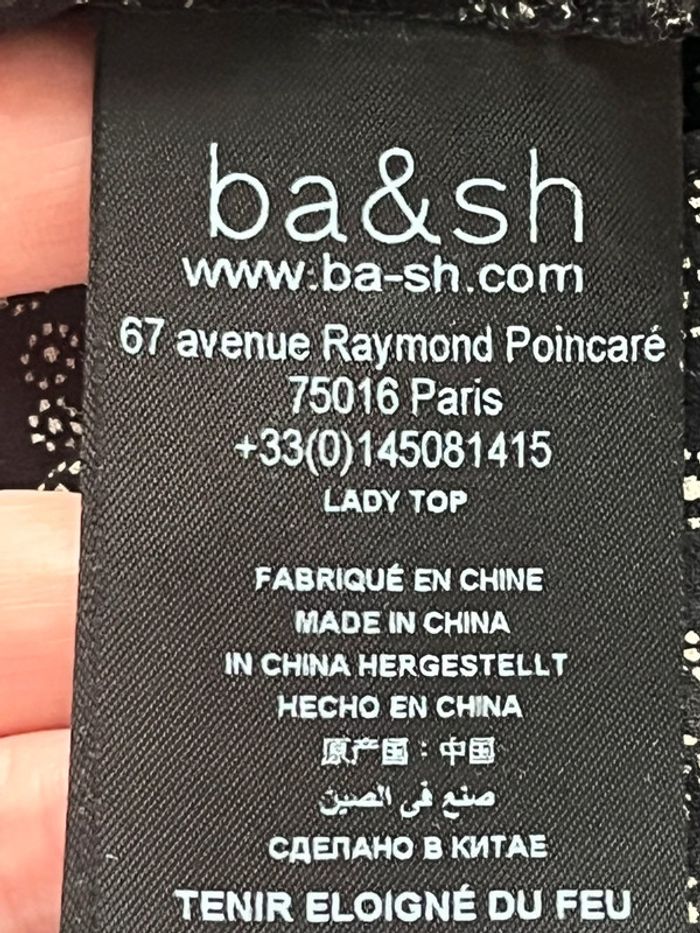 ba&sh
www.ba-sh.com
67 avenue Raymond Poincaré
75016 Paris
+33(0)145081415
LADY TOP
FABRIQUÉ EN CHINE
MADE IN CHINA
IN CHINA HERGESTELLT
HECHO EN CHINA
原产国：中国
صنع في الصين
СДЕЛАНО В КИТАЕ
TENIR ELOIGNÉ DU FEU